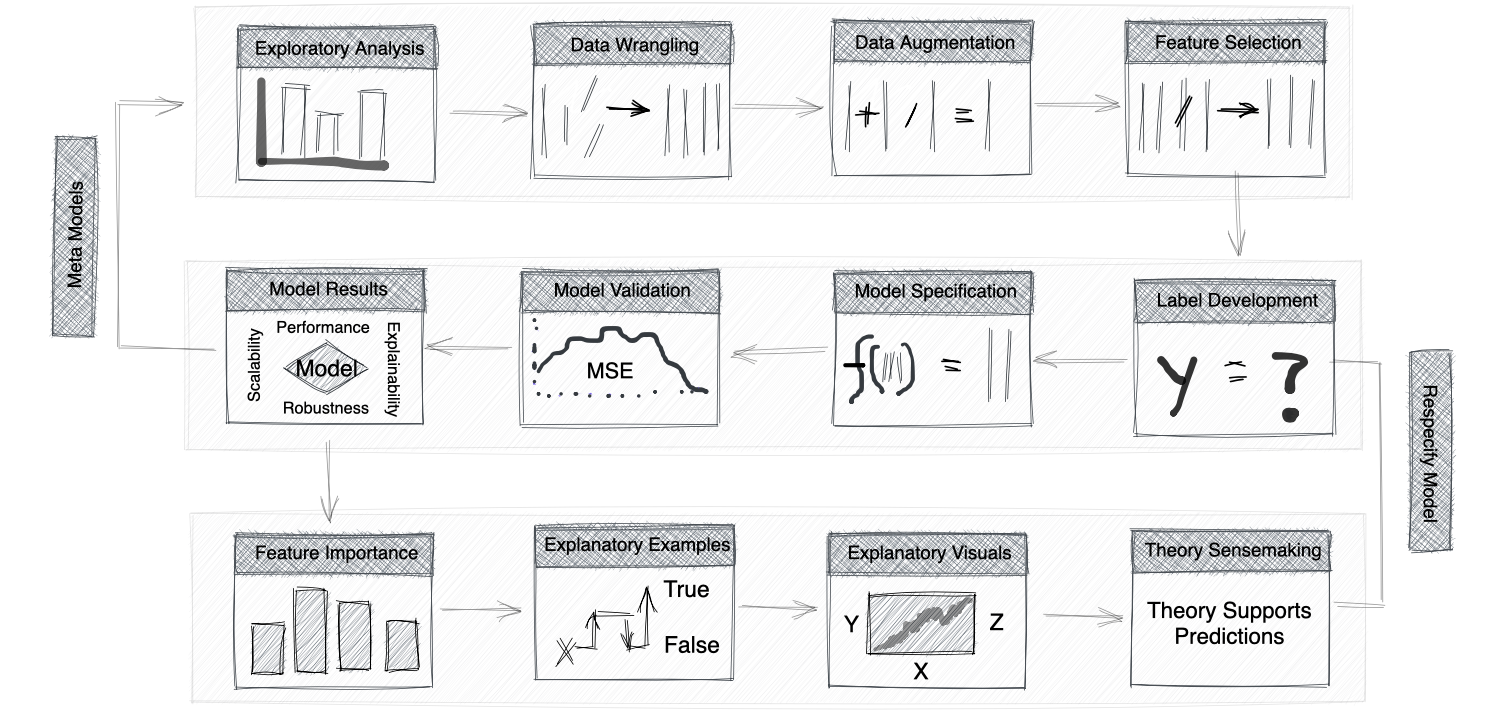 Exploratory Analysis
Data Wrangling
Data Augmentation
Feature Selection
+ / =
Meta Models
Model Results
Performance
Scalability
Model
Explainability
Robustness
Model Validation
MSE
Model Specification
f( ) =
Label Development
y = ?
Respecify Model
Feature Importance
Explanatory Examples
True
False
Explanatory Visuals
Y
Z
X
Theory Sensemaking
Theory Supports
Predictions